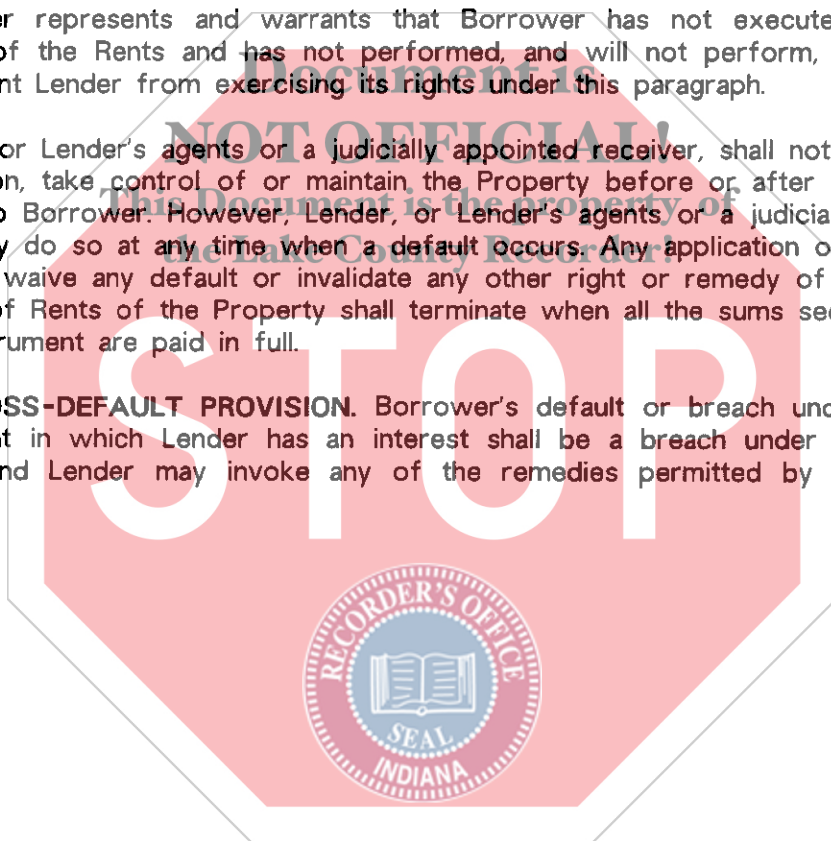 er represents and warrants that Borrower has not execute
of the Rents and has not performed, and will not perform,
nt Lender from exercising its rights under this paragraph.
or Lender's agents or a judicially appointed receiver, shall not
on, take control of or maintain the Property before or after
o Borrower. However, Lender, or Lender's agents or a judicia
y do so at any time when a default occurs. Any application o
waive any default or invalidate any other right or remedy of
of Rents of the Property shall terminate when all the sums sec
rument are paid in full.
SS-DEFAULT PROVISION. Borrower's default or breach und
t in which Lender has an interest shall be a breach under
nd Lender may invoke any of the remedies permitted by
Document is
NOT OFFICIAL!
This Document is the property of
the Lake County Recorder!
STOP
RECORDER'S OFFICE
SEAL
INDIANA